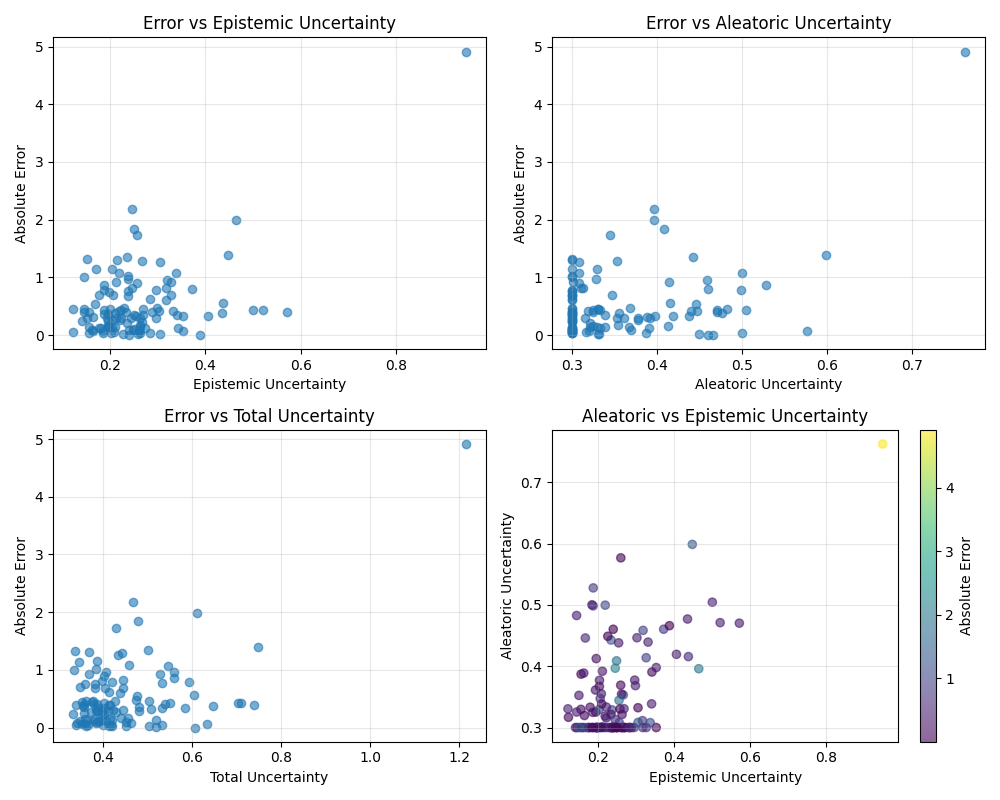 Error vs Epistemic Uncertainty
5
4
3
2
1
0
Absolute Error
0.2 0.4 0.6 0.8
Epistemic Uncertainty
Error vs Aleatoric Uncertainty
5
4
3
2
1
0
Absolute Error
0.3 0.4 0.5 0.6 0.7
Aleatoric Uncertainty
Error vs Total Uncertainty
5
4
3
2
1
0
Absolute Error
0.4 0.6 0.8 1.0 1.2
Total Uncertainty
Aleatoric vs Epistemic Uncertainty
0.7
0.6
0.5
0.4
0.3
Aleatoric Uncertainty
0.2 0.4 0.6 0.8
Epistemic Uncertainty
4
3
2
1
Absolute Error